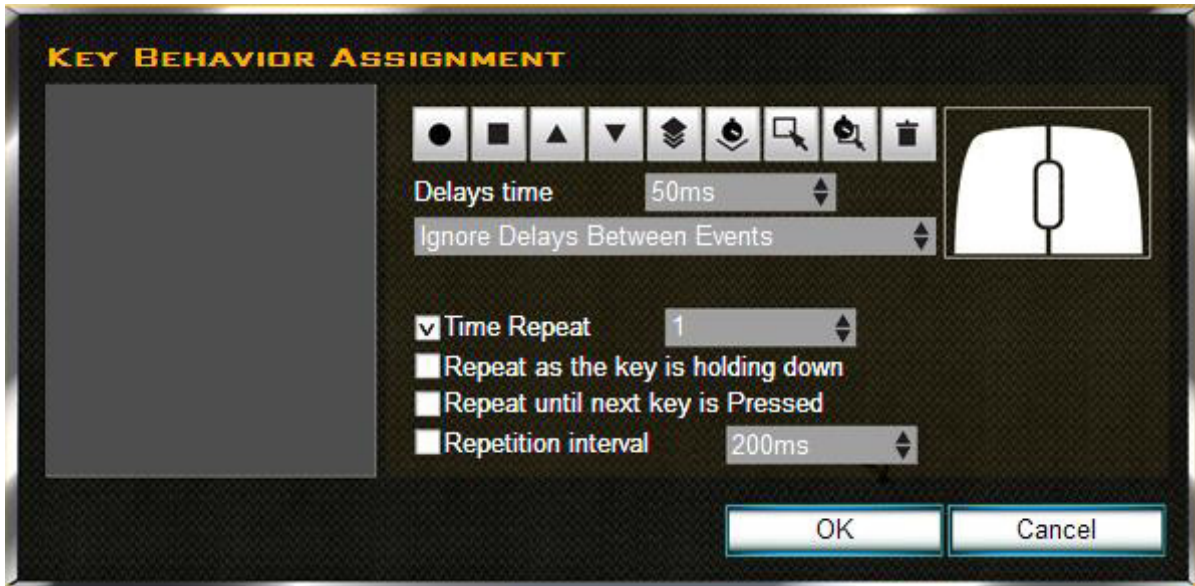 Key Behavior Assignment
Delays time 50ms
Ignore Delays Between Events
v Time Repeat 1
Repeat as the key is holding down
Repeat until next key is Pressed
Repetition interval 200ms
OK Cancel